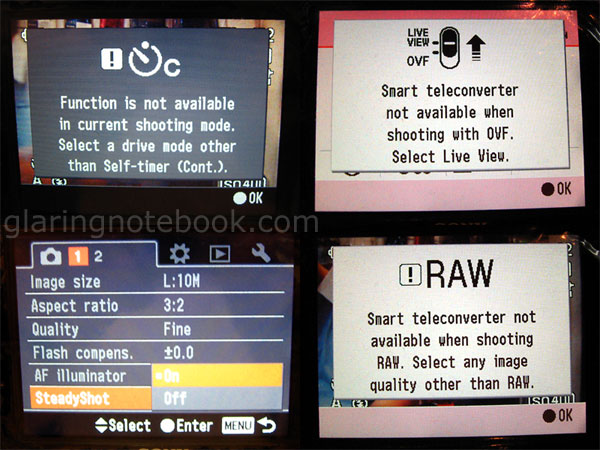 ! C
Function is not available
in current shooting mode.
Select a drive mode other
than Self-timer (Cont.).
OK
LIVE
VIEW
OVF
Smart teleconverter
not available when
shooting with OVF.
Select Live View.
OK
glaringnotebook.com
1 2
Image size L:10M
Aspect ratio 3:2
Quality Fine
Flash compens. ±0.0
AF illuminator On
SteadyShot Off
Select Enter MENU
! RAW
Smart teleconverter not
available when shooting
RAW. Select any image
quality other than RAW.
OK